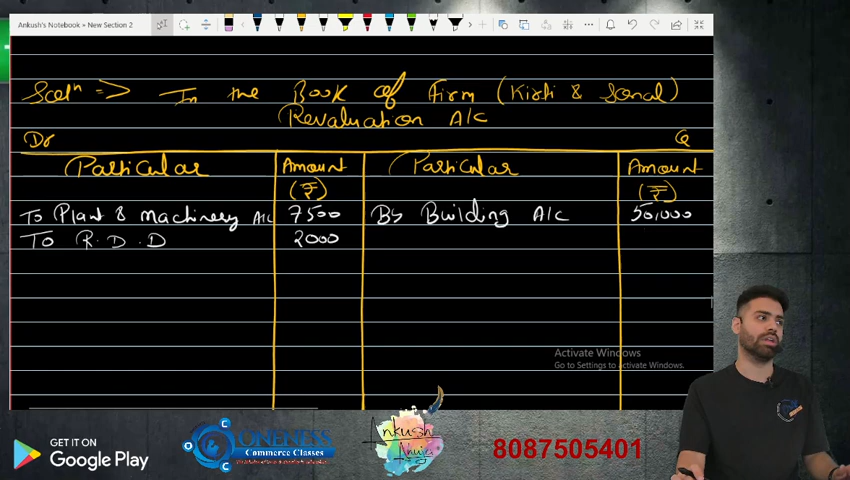 Ankush's Notebook » New Section 2
Solⁿ => In the Book of Firm (Kirti & Sonal)
Revaluation A/c
Dr Cr
Particular Amount (₹) Particular Amount (₹)
To Plant & Machinery A/c 7500 By Building A/c 50,000
To R.D.D 2000
Activate Windows
Go to Settings to activate Windows.
GET IT ON
Google Play
ONENESS
Commerce Classes
Ankush
Ahuja
8087505401